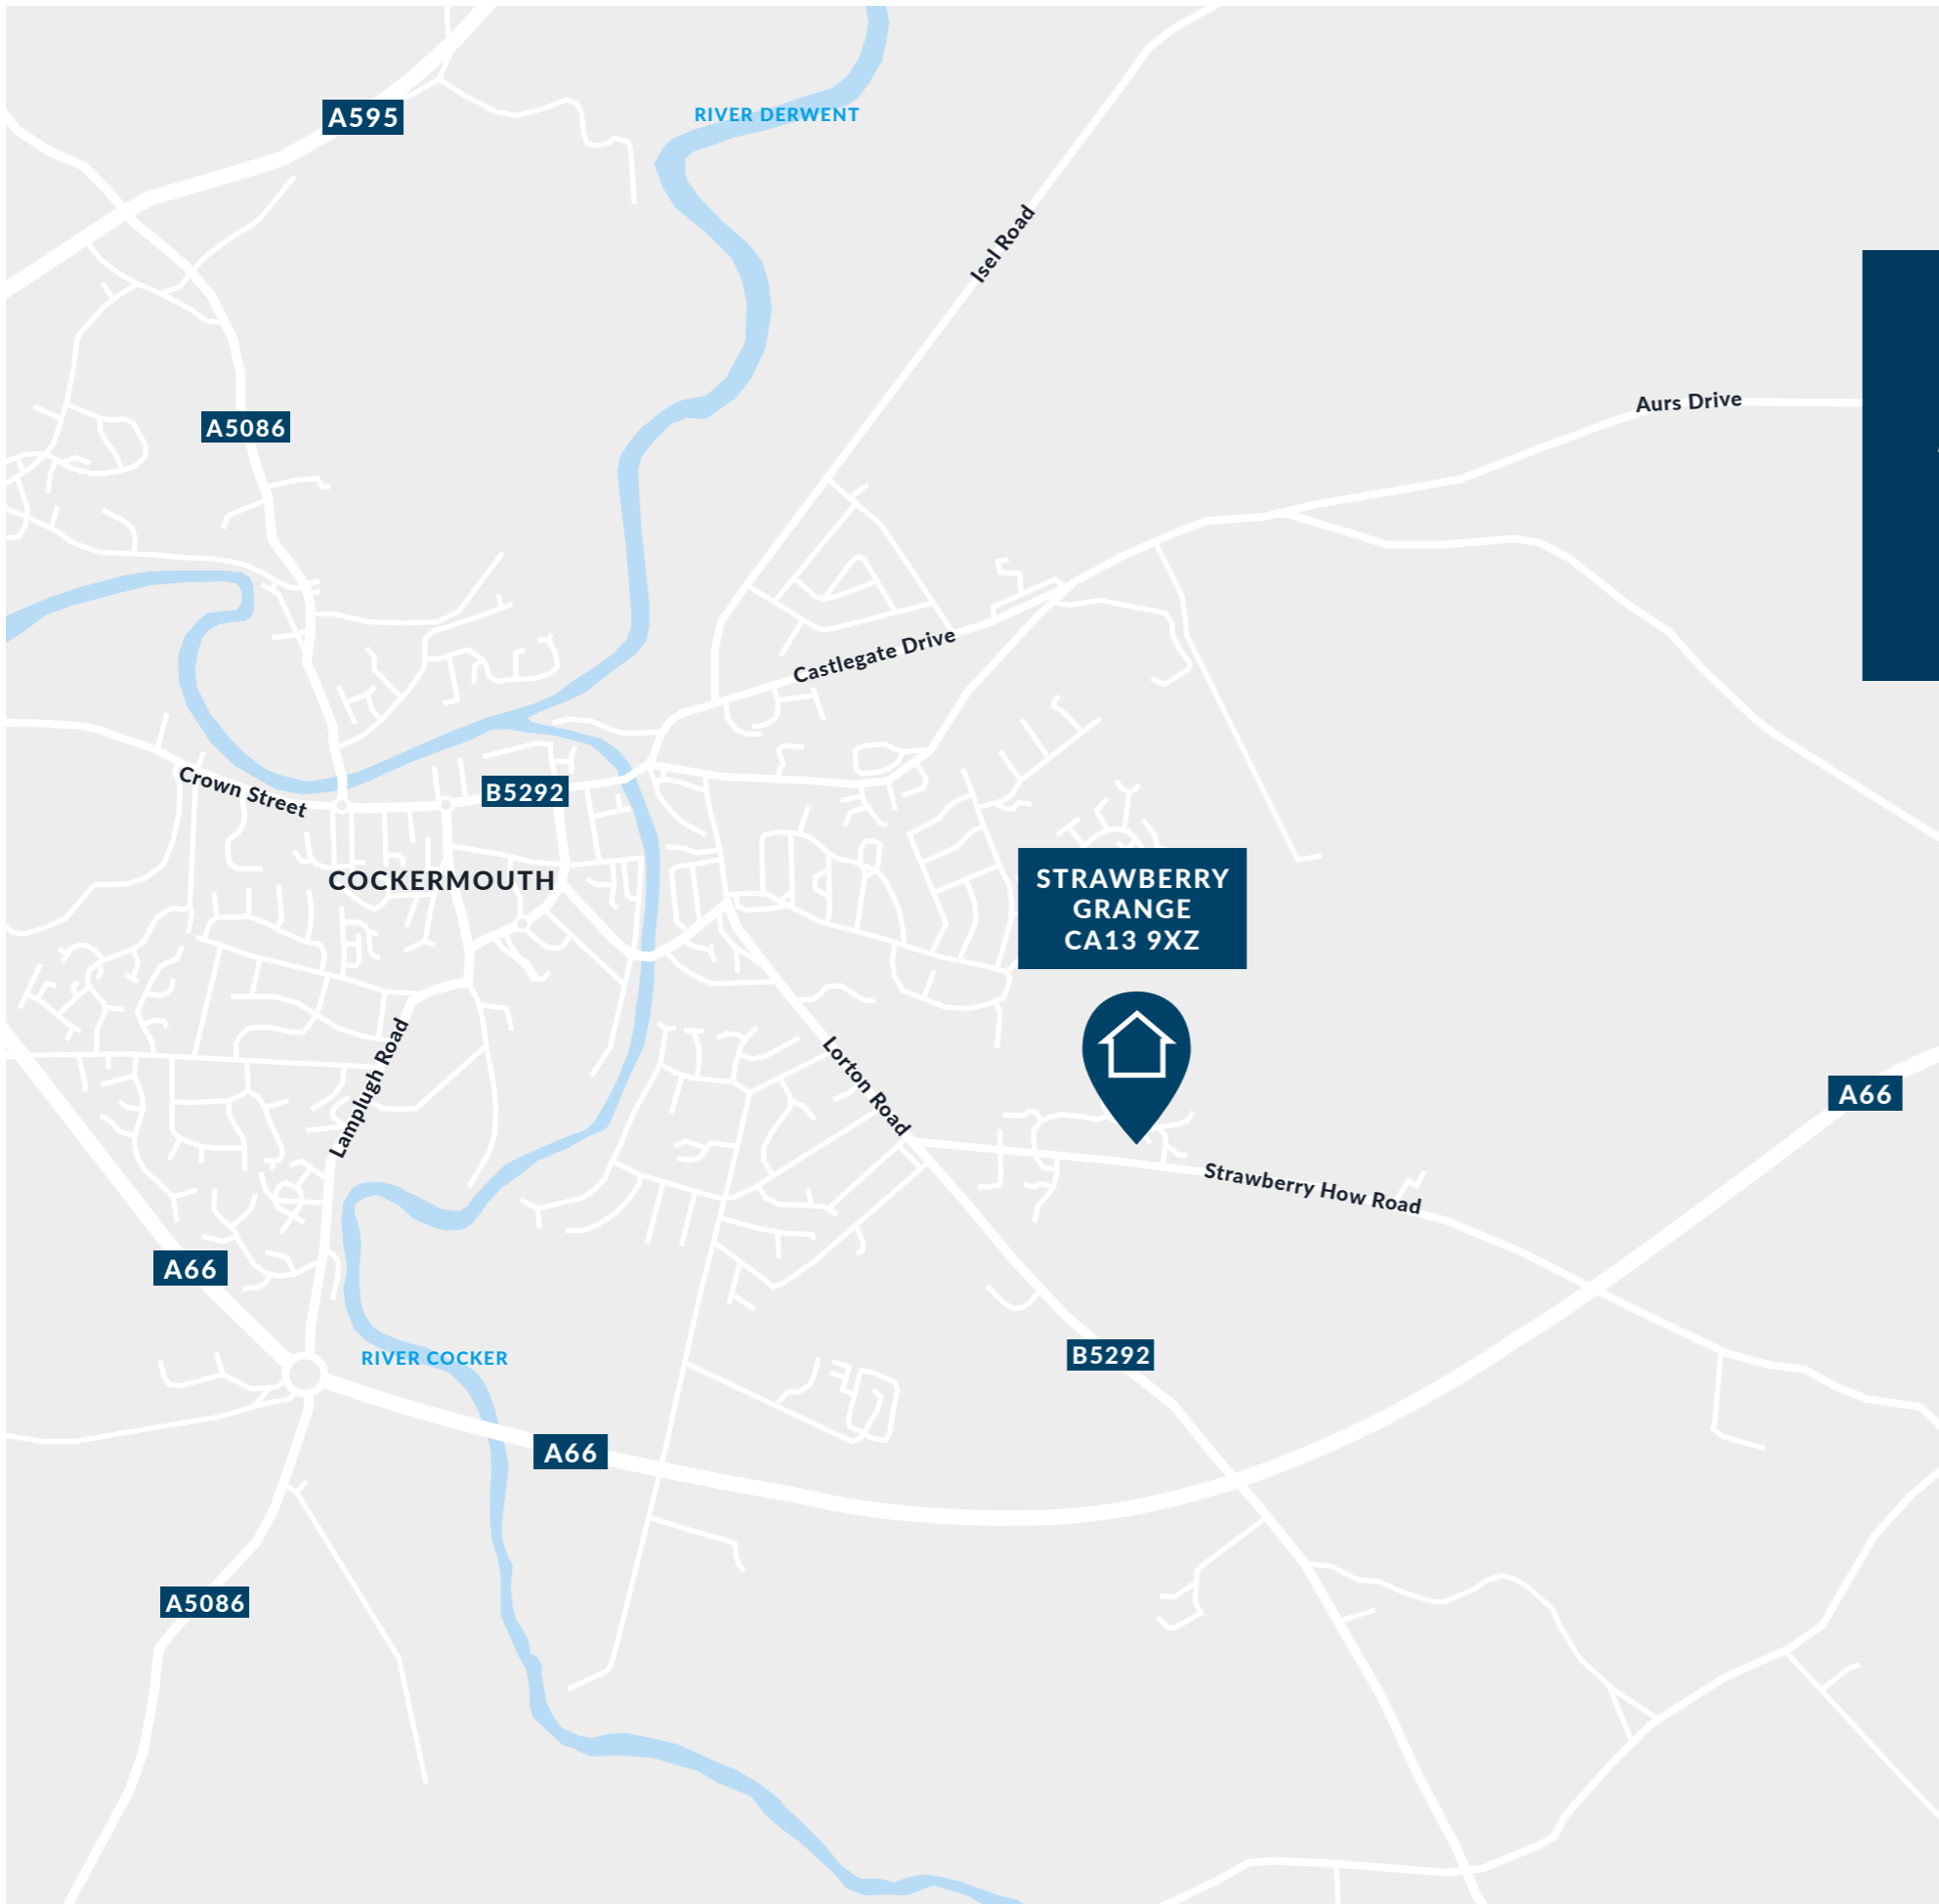 A595
RIVER DERWENT
Isel Road
Aurs Drive
A5086
Castlegate Drive
Crown Street
B5292
COCKERMOUTH
STRAWBERRY
GRANGE
CA13 9XZ
Lamplugh Road
Lorton Road
A66
Strawberry How Road
A66
RIVER COCKER
B5292
A66
A5086